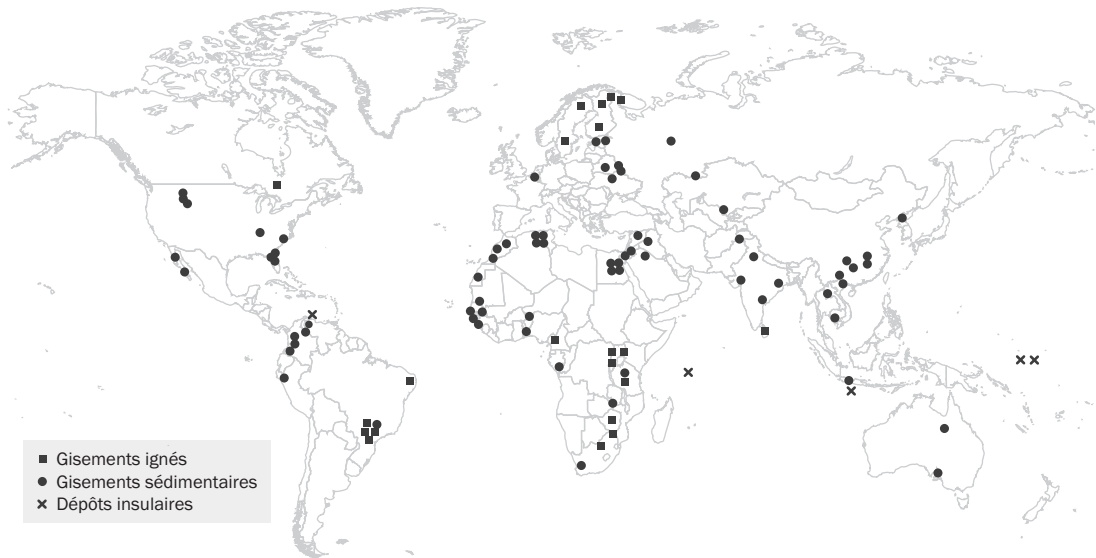 Gisements ignés
Gisements sédimentaires
Dépôts insulaires